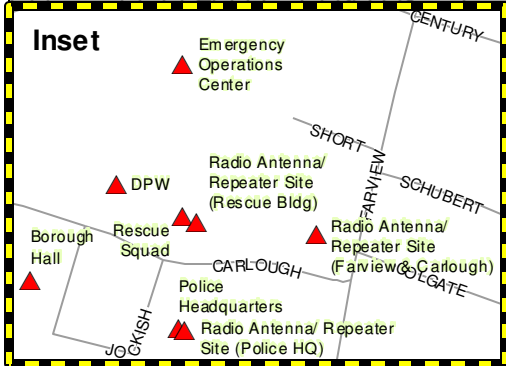 Inset
CENTURY
Emergency
Operations
Center
SHORT
FARVIEW
SCHUBERT
Radio Antenna/
Repeater Site
(Rescue Bldg)
DPW
Rescue
Squad
Radio Antenna/
Repeater Site
(Farview & Carlough)
Borough
Hall
CARLOUGH
COLGATE
Police
Headquarters
Radio Antenna/ Repeater
Site (Police HQ)
JOCKISH